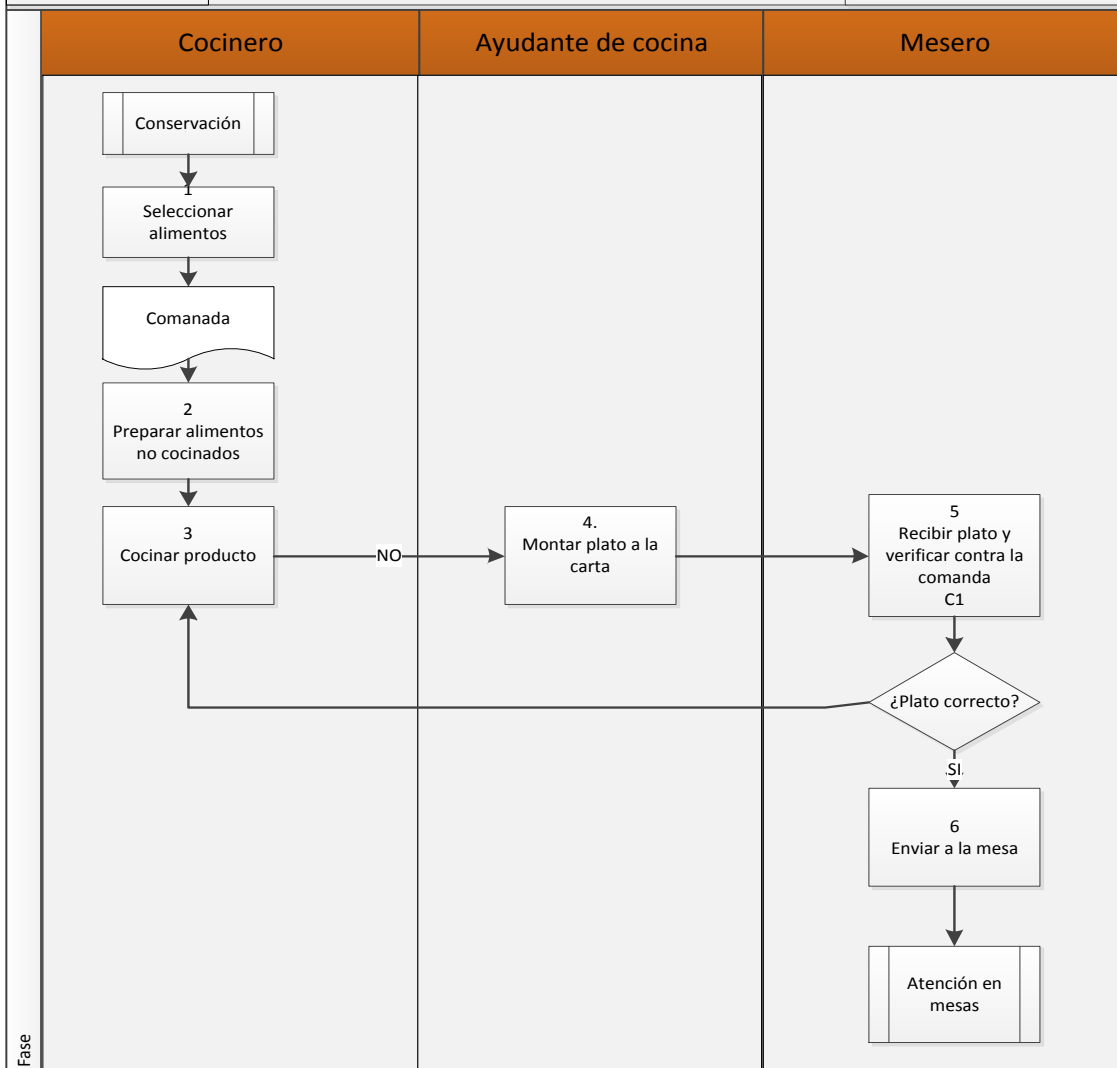 Cocinero
Ayudante de cocina
Mesero
Conservación
1
Seleccionar
alimentos
Comanada
2
Preparar alimentos
no cocinados
3
Cocinar producto
NO
4.
Montar plato a la
carta
5
Recibir plato y
verificar contra la
comanda
C1
¿Plato correcto?
SI
6
Enviar a la mesa
Atención en
mesas
Fase